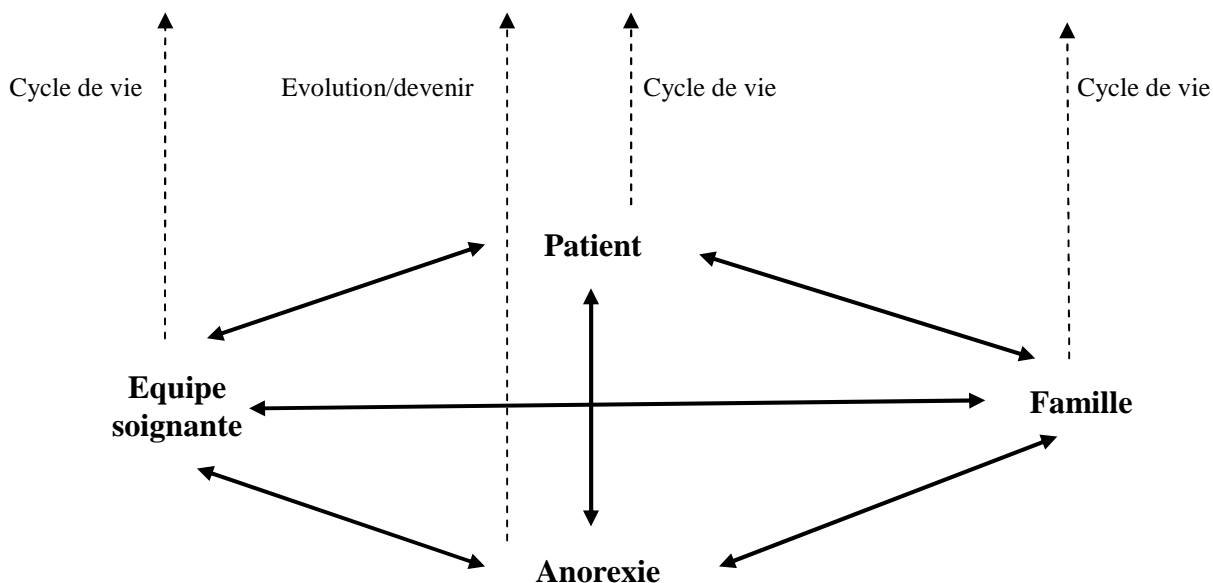 Cycle de vie
Evolution/devenir
Cycle de vie
Cycle de vie
Patient
Equipe
soignante
Famille
Anorexie